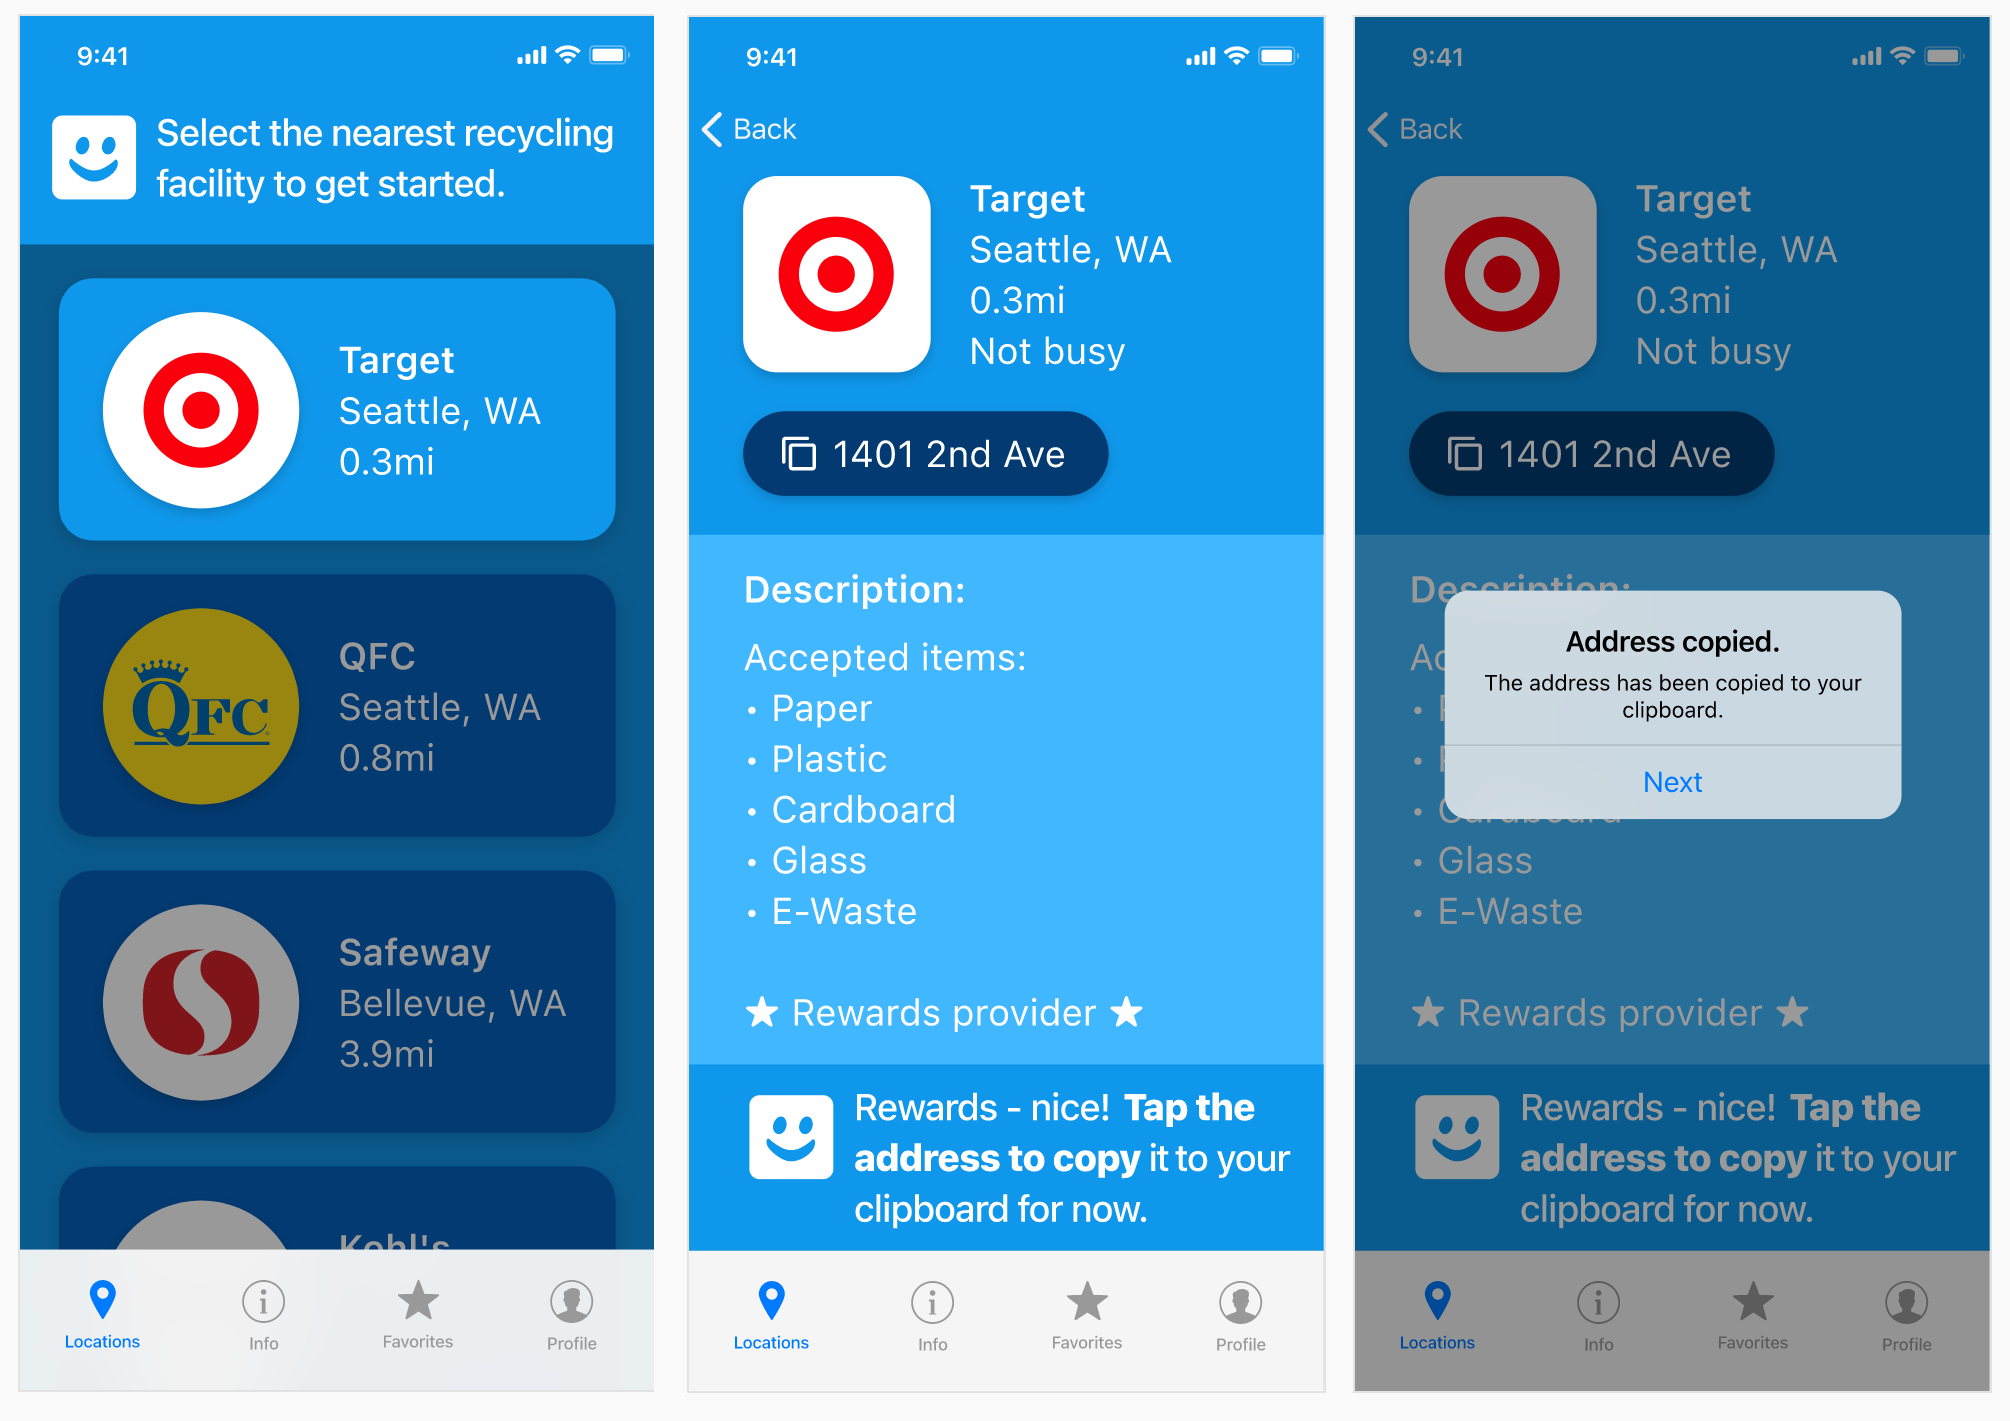 9:41
Select the nearest recycling
facility to get started.
Target
Seattle, WA
0.3mi
QFC
QFC
Seattle, WA
0.8mi
Safeway
Bellevue, WA
3.9mi
Kohl's
Locations
Info
Favorites
Profile
9:41
Back
Target
Seattle, WA
0.3mi
Not busy
1401 2nd Ave
Description:
Accepted items:
• Paper
• Plastic
• Cardboard
• Glass
• E-Waste
★ Rewards provider ★
Rewards - nice! Tap the
address to copy it to your
clipboard for now.
Locations
Info
Favorites
Profile
9:41
Back
Target
Seattle, WA
0.3mi
Not busy
1401 2nd Ave
Description:
Address copied.
The address has been copied to your
clipboard.
Next
• Cardboard
• Glass
• E-Waste
★ Rewards provider ★
Rewards - nice! Tap the
address to copy it to your
clipboard for now.
Locations
Info
Favorites
Profile